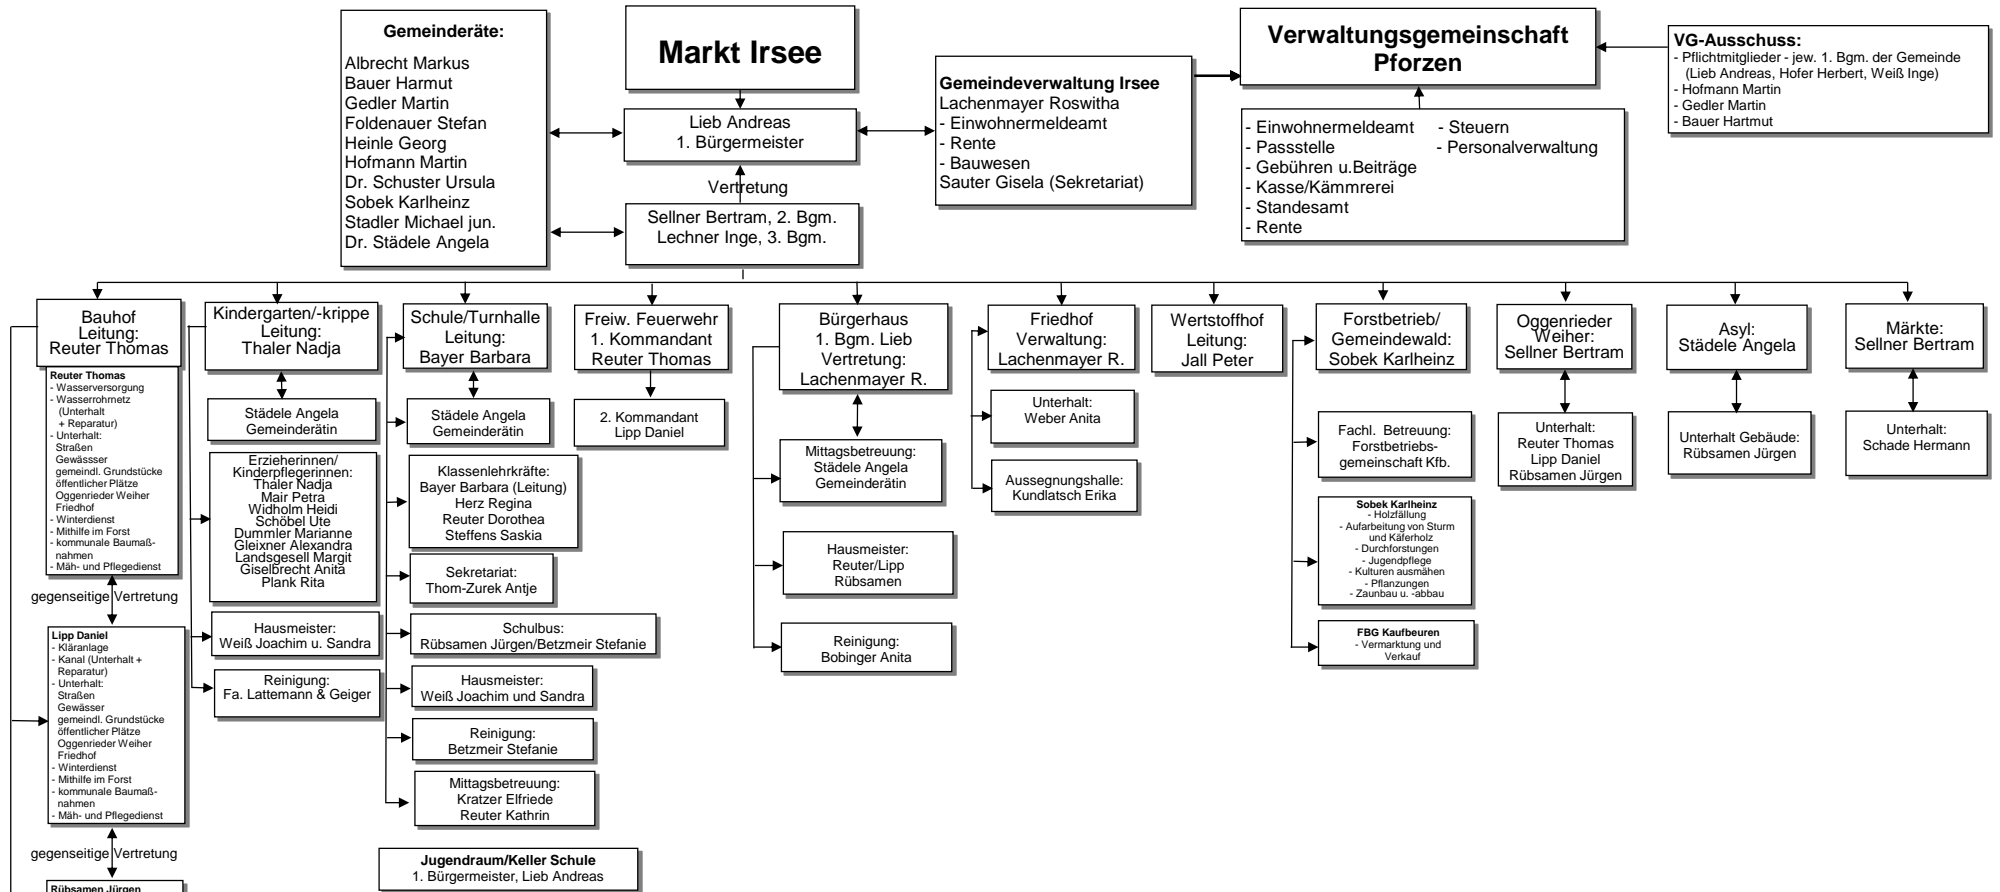 Gemeinderäte:
Albrecht Markus
Bauer Harmut
Gedler Martin
Foldenauer Stefan
Heinle Georg
Hofmann Martin
Dr. Schuster Ursula
Sobek Karlheinz
Stadler Michael jun.
Dr. Städele Angela
Markt Irsee
Lieb Andreas
1. Bürgermeister
Vertretung
Sellner Bertram, 2. Bgm.
Lechner Inge, 3. Bgm.
Gemeindeverwaltung Irsee
Lachenmayer Roswitha
- Einwohnermeldeamt
- Rente
- Bauwesen
Sauter Gisela (Sekretariat)
Verwaltungsgemeinschaft
Pforzen
- Einwohnermeldeamt - Steuern
- Passstelle - Personalverwaltung
- Gebühren u.Beiträge
- Kasse/Kämmrerei
- Standesamt
- Rente
VG-Ausschuss:
- Pflichtmitglieder - jew. 1. Bgm. der Gemeinde
(Lieb Andreas, Hofer Herbert, Weiß Inge)
- Hofmann Martin
- Gedler Martin
- Bauer Hartmut
Bauhof
Leitung:
Reuter Thomas
Reuter Thomas
- Wasserversorgung
- Wasserrohrnetz
(Unterhalt
+ Reparatur)
- Unterhalt:
Straßen
Gewässser
gemeindl. Grundstücke
öffentlicher Plätze
Oggenrieder Weiher
Friedhof
- Winterdienst
- Mithilfe im Forst
- kommunale Baumaß-
nahmen
- Mäh- und Pflegedienst
gegenseitige Vertretung
Lipp Daniel
- Kläranlage
- Kanal (Unterhalt +
Reparatur)
- Unterhalt:
Straßen
Gewässer
gemeindl. Grundstücke
öffentlicher Plätze
Oggenrieder Weiher
Friedhof
- Winterdienst
- Mithilfe im Forst
- kommunale Baumaß-
nahmen
- Mäh- und Pflegedienst
gegenseitige Vertretung
Rübsamen Jürgen
Kindergarten/-krippe
Leitung:
Thaler Nadja
Städele Angela
Gemeinderätin
Erzieherinnen/
Kinderpflegerinnen:
Thaler Nadja
Mair Petra
Widholm Heidi
Schöbel Ute
Dummler Marianne
Gleixner Alexandra
Landsgesell Margit
Giselbrecht Anita
Plank Rita
Hausmeister:
Weiß Joachim u. Sandra
Reinigung:
Fa. Lattemann & Geiger
Schule/Turnhalle
Leitung:
Bayer Barbara
Städele Angela
Gemeinderätin
Klassenlehrkräfte:
Bayer Barbara (Leitung)
Herz Regina
Reuter Dorothea
Steffens Saskia
Sekretariat:
Thom-Zurek Antje
Schulbus:
Rübsamen Jürgen/Betzmeir Stefanie
Hausmeister:
Weiß Joachim und Sandra
Reinigung:
Betzmeir Stefanie
Mittagsbetreuung:
Kratzer Elfriede
Reuter Kathrin
Jugendraum/Keller Schule
1. Bürgermeister, Lieb Andreas
Freiw. Feuerwehr
1. Kommandant
Reuter Thomas
2. Kommandant
Lipp Daniel
Bürgerhaus
1. Bgm. Lieb
Vertretung:
Lachenmayer R.
Mittagsbetreuung:
Städele Angela
Gemeinderätin
Hausmeister:
Reuter/Lipp
Rübsamen
Reinigung:
Bobinger Anita
Friedhof
Verwaltung:
Lachenmayer R.
Unterhalt:
Weber Anita
Aussegnungshalle:
Kundlatsch Erika
Wertstoffhof
Leitung:
Jall Peter
Forstbetrieb/
Gemeindewald:
Sobek Karlheinz
Fachl. Betreuung:
Forstbetriebs-
gemeinschaft Kfb.
Sobek Karlheinz
- Holzfällung
- Aufarbeitung von Sturm
und Käferholz
- Durchforstungen
- Jugendpflege
- Kulturen ausmähen
- Pflanzungen
- Zaunbau u. -abbau
FBG Kaufbeuren
- Vermarktung und
Verkauf
Oggenrieder
Weiher:
Sellner Bertram
Unterhalt:
Reuter Thomas
Lipp Daniel
Rübsamen Jürgen
Asyl:
Städele Angela
Unterhalt Gebäude:
Rübsamen Jürgen
Märkte:
Sellner Bertram
Unterhalt:
Schade Hermann